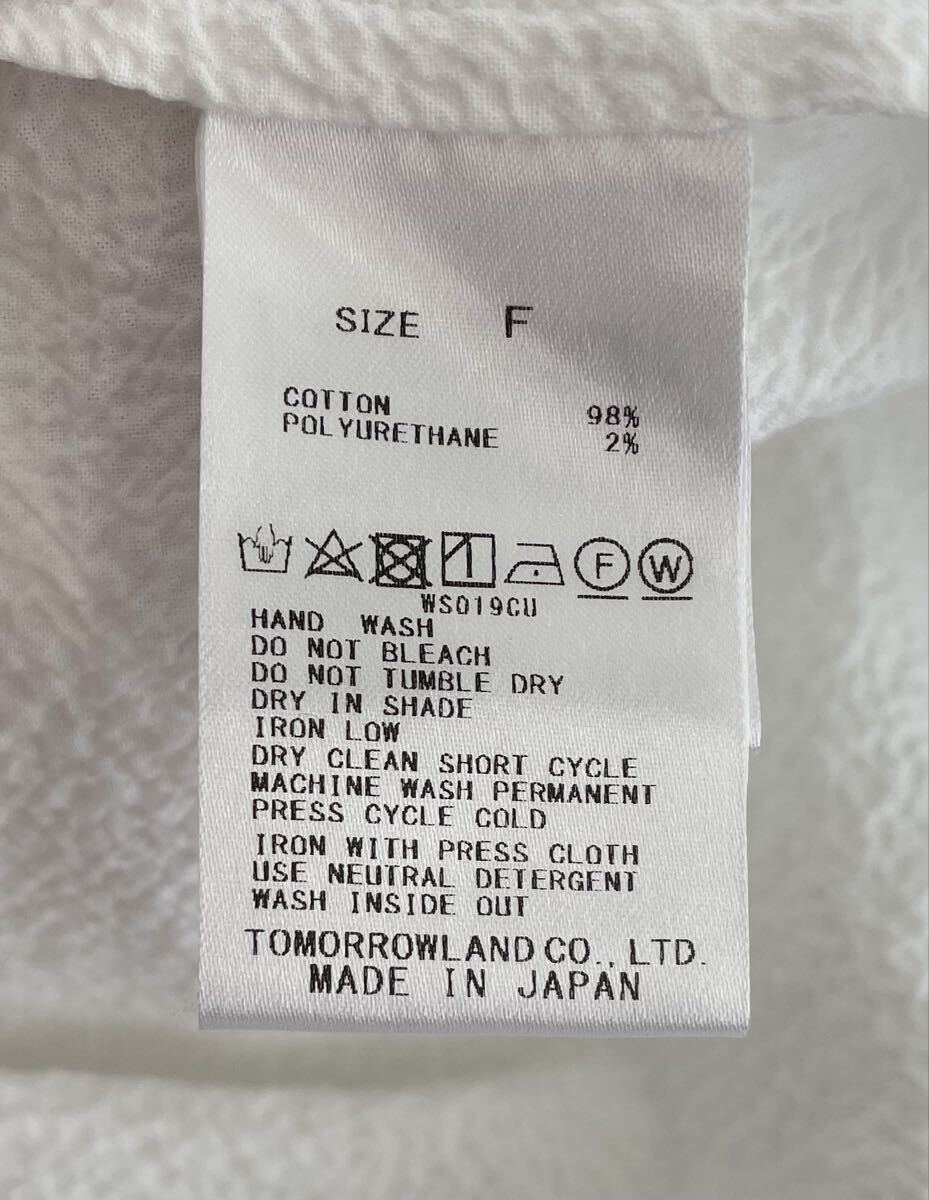 SIZE F
COTTON 98%
POLYURETHANE 2%
F W
WS019CU
HAND WASH
DO NOT BLEACH
DO NOT TUMBLE DRY
DRY IN SHADE
IRON LOW
DRY CLEAN SHORT CYCLE
MACHINE WASH PERMANENT
PRESS CYCLE COLD
IRON WITH PRESS CLOTH
USE NEUTRAL DETERGENT
WASH INSIDE OUT
TOMORROWLAND CO., LTD.
MADE IN JAPAN